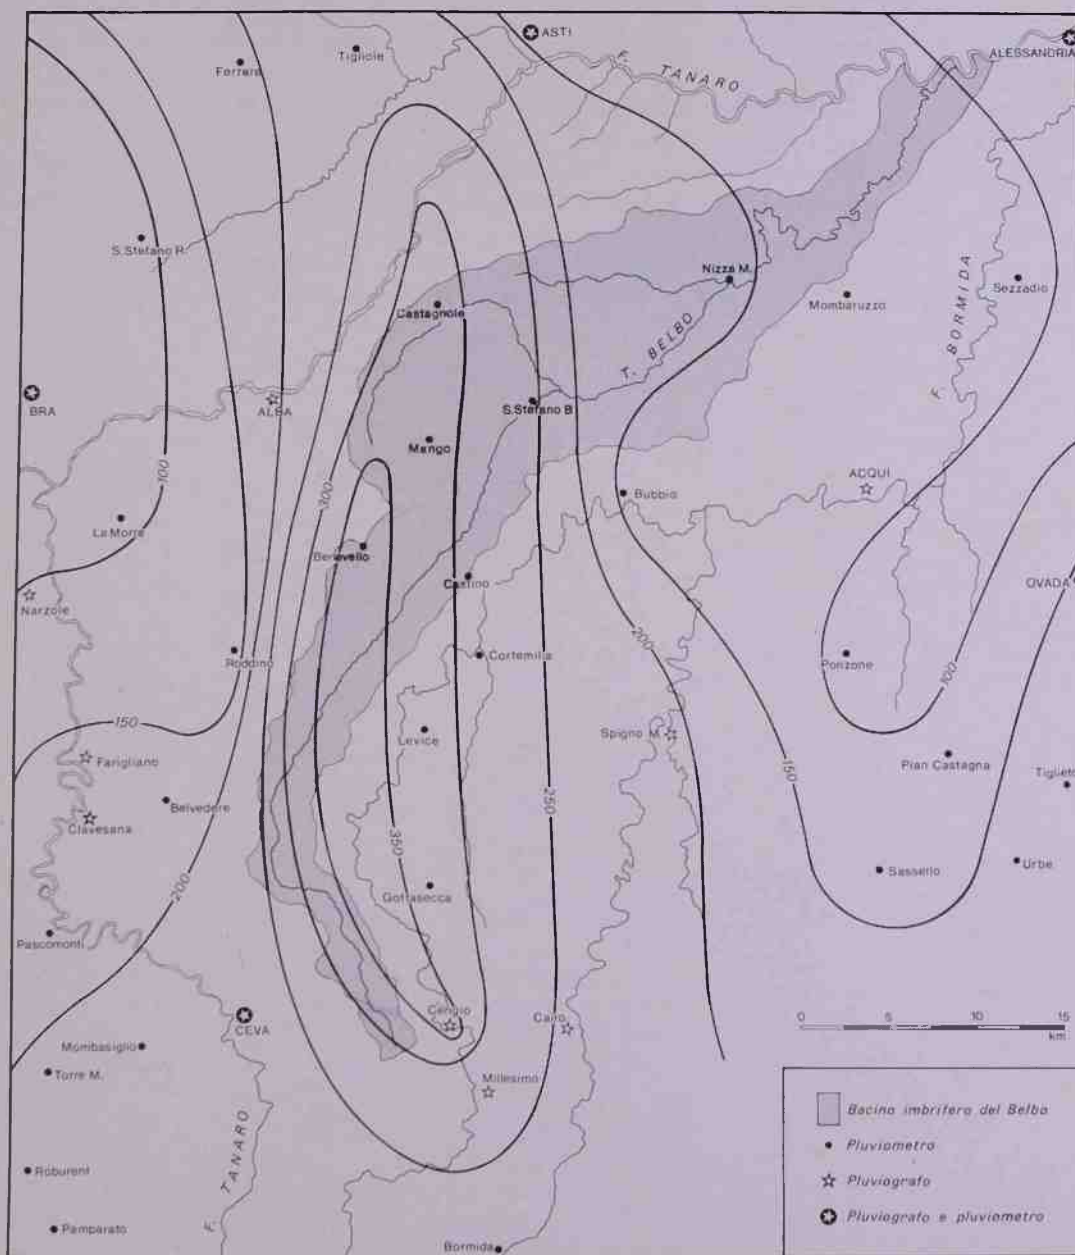 ASTI
Ferrere
Tigliole
F. TANARO
ALESSANDRIA
S.Stefano R.
Nizza M.
Castagnole
Mombaruzzo
Sezzadio
F. BORMIDA
T. BELBO
BRA
ALBA
S.Stefano B
Mango
100
300
ACQUI
Bubbio
La Morra
Benevello
Castino
OVADA
Narzole
200
Roddino
Cortemilia
Ponzone
100
150
Levice
Spigno M.
Farigliano
Pian Castagna
150
Tiglieto
Belvedere
250
Clavesana
350
200
Sassello
Urbe
Gottasecca
Pascomonti
Cengio
Cairo
CEVA
0 5 10 15
km
Mombasiglio
Torre M.
Millesimo
Bacino imbrifero del Belbo
Pluviometro
F. TANARO
Roburent
Pluviografo
Pluviografo e pluviometro
Pamparato
Bormida